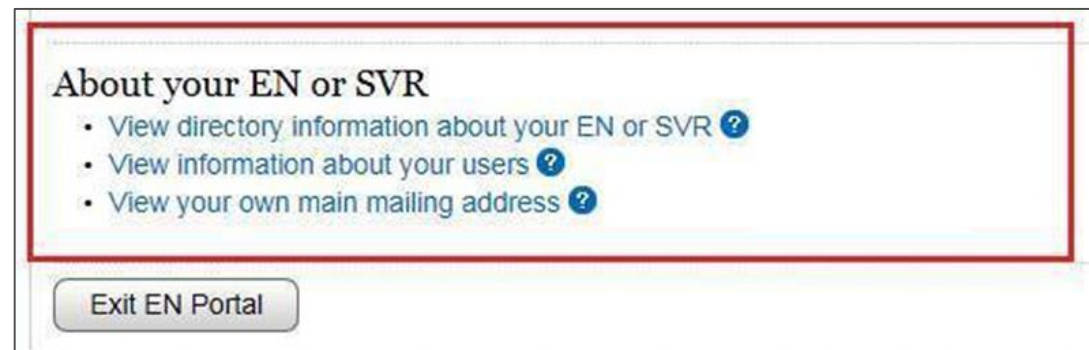 About your EN or SVR
• View directory information about your EN or SVR ?
• View information about your users ?
• View your own main mailing address ?
Exit EN Portal